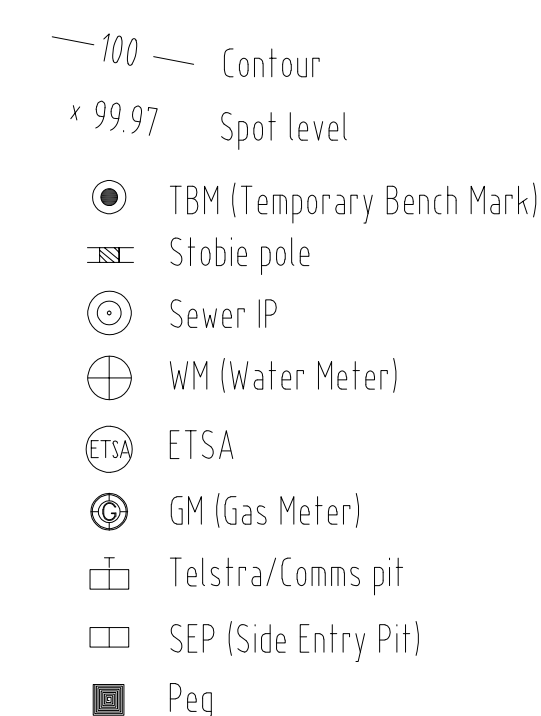 100 Contour
x 99.97 Spot level
TBM (Temporary Bench Mark)
Stobie pole
Sewer IP
WM (Water Meter)
ETSA ETSA
G GM (Gas Meter)
T Telstra/Comms pit
SEP (Side Entry Pit)
Peg